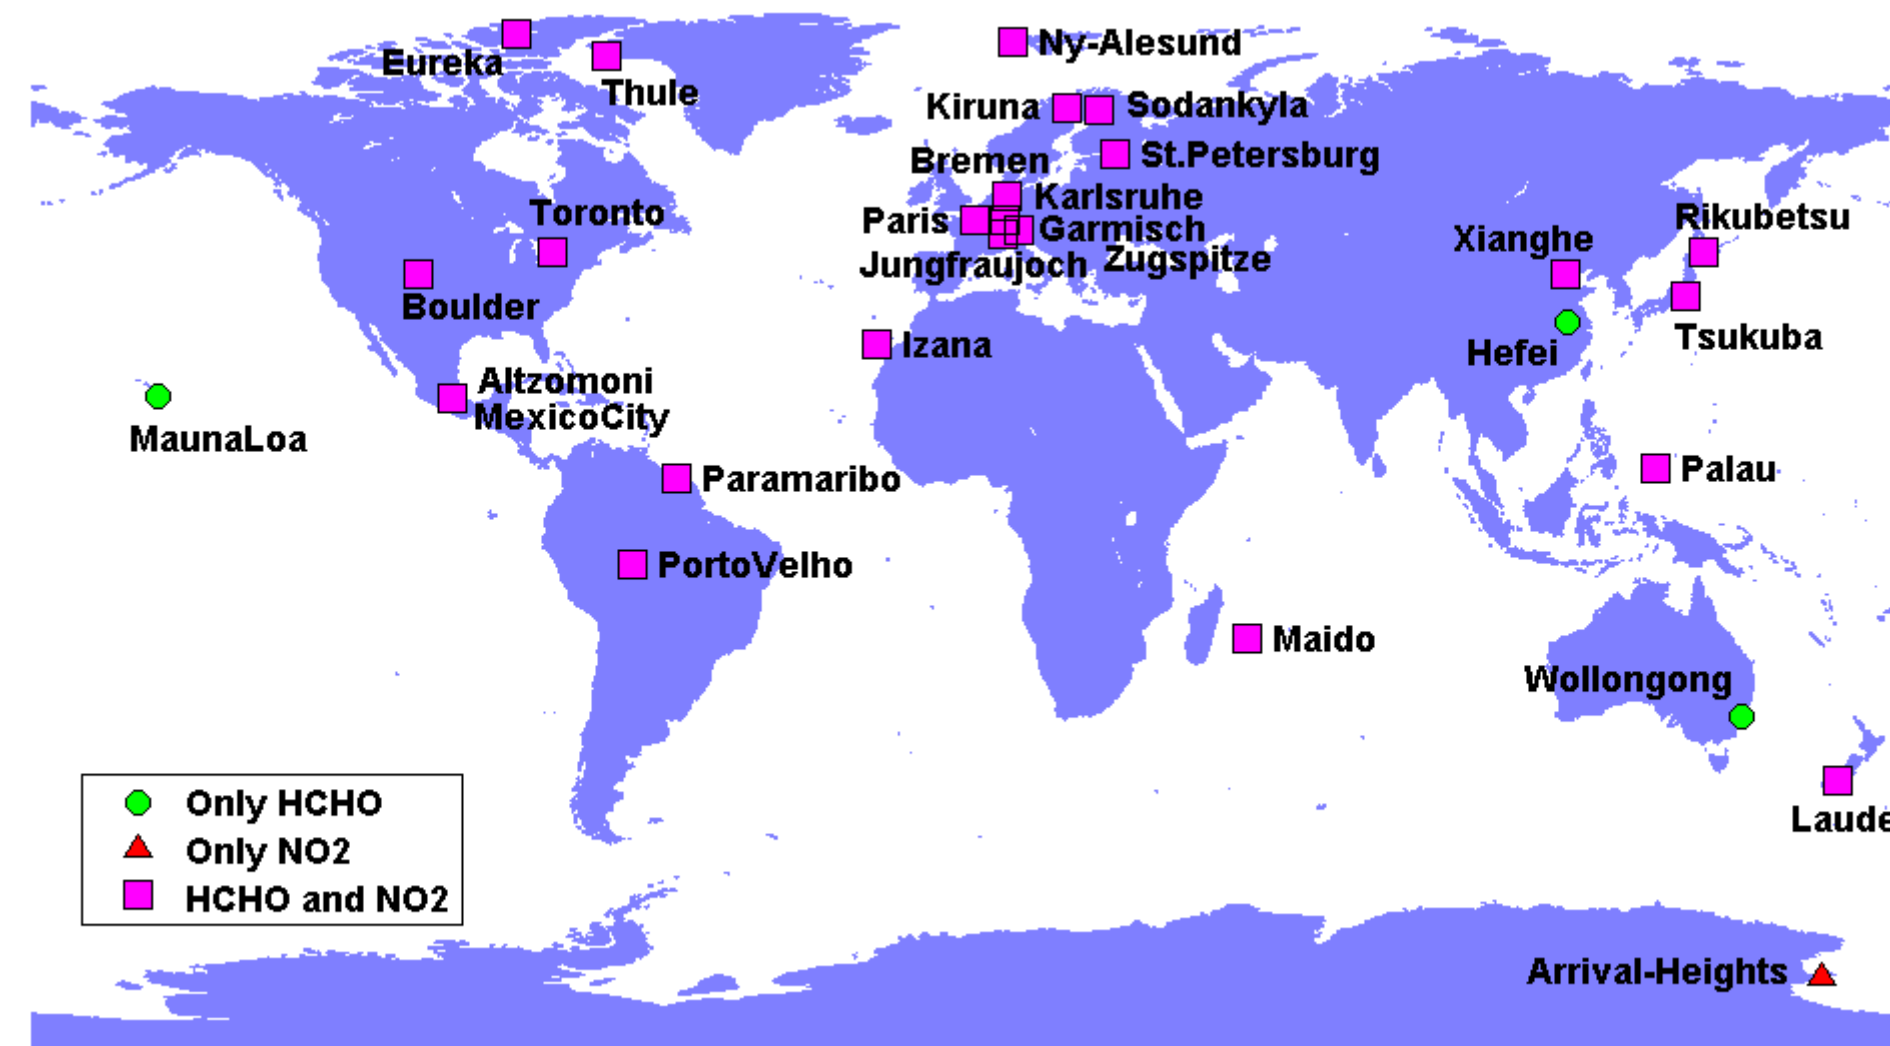 Ny-Alesund
Eureka
Thule
Kiruna
Sodankyla
Bremen
St.Petersburg
Karlsruhe
Toronto
Paris
Garmisch
Rikubetsu
Xianghe
Jungfraujoch
Zugspitze
Boulder
Izana
Tsukuba
Hefei
Altzomoni
MexicoCity
MaunaLoa
Paramaribo
Palau
PortoVelho
Maido
Wollongong
Laude
Only HCHO
Only NO2
HCHO and NO2
Arrival-Heights